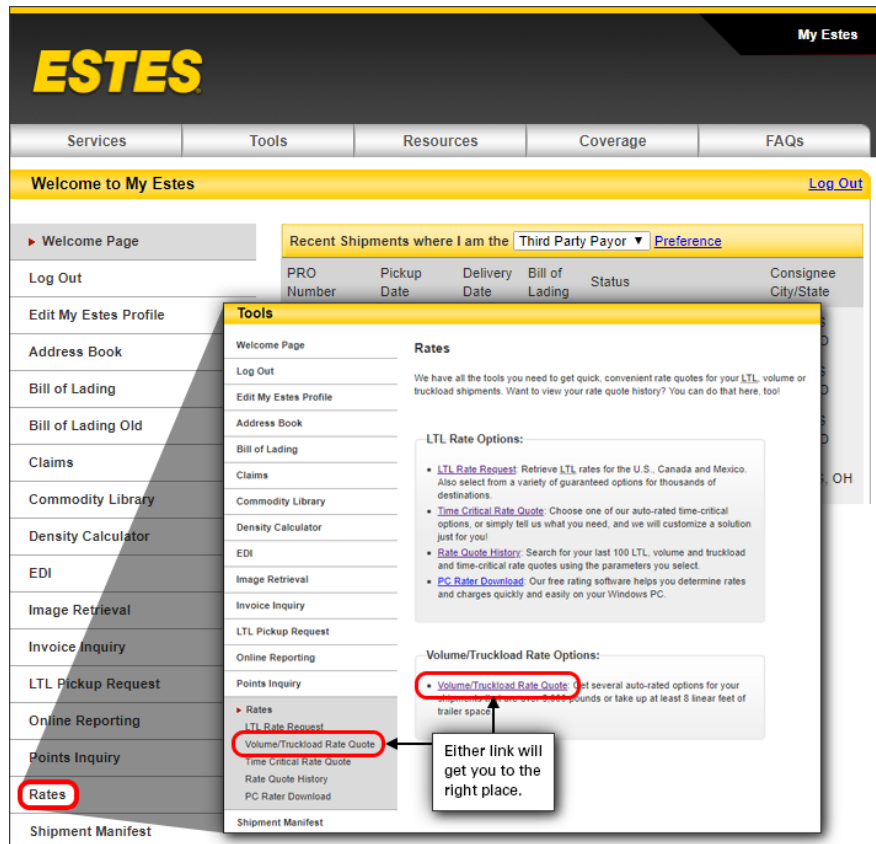 My Estes
ESTES
Services Tools Resources Coverage FAQs
Welcome to My Estes Log Out
Welcome Page
Log Out
Edit My Estes Profile
Address Book
Bill of Lading
Bill of Lading Old
Claims
Commodity Library
Density Calculator
EDI
Image Retrieval
Invoice Inquiry
LTL Pickup Request
Online Reporting
Points Inquiry
Rates
Shipment Manifest
Recent Shipments where I am the Third Party Payor Preference
PRO Number
Pickup Date
Delivery Date
Bill of Lading
Status
Consignee City/State
, OH
Tools
Welcome Page
Log Out
Edit My Estes Profile
Address Book
Bill of Lading
Claims
Commodity Library
Density Calculator
EDI
Image Retrieval
Invoice Inquiry
LTL Pickup Request
Online Reporting
Points Inquiry
Rates
LTL Rate Request
Volume/Truckload Rate Quote
Time Critical Rate Quote
Rate Quote History
PC Rater Download
Shipment Manifest
Rates
We have all the tools you need to get quick, convenient rate quotes for your LTL, volume or
truckload shipments. Want to view your rate quote history? You can do that here, too!
LTL Rate Options:
LTL Rate Request: Retrieve LTL rates for the U.S., Canada and Mexico.
Also select from a variety of guaranteed options for thousands of
destinations.
Time Critical Rate Quote: Choose one of our auto-rated time-critical
options, or simply tell us what you need, and we will customize a solution
just for you!
Rate Quote History: Search for your last 100 LTL, volume and truckload
and time-critical rate quotes using the parameters you select.
PC Rater Download: Our free rating software helps you determine rates
and charges quickly and easily on your Windows PC.
Volume/Truckload Rate Options:
Volume/Truckload Rate Quote: Get several auto-rated options for your
shipments that are over pounds or take up at least 8 linear feet of
trailer space.
Either link will
get you to the
right place.